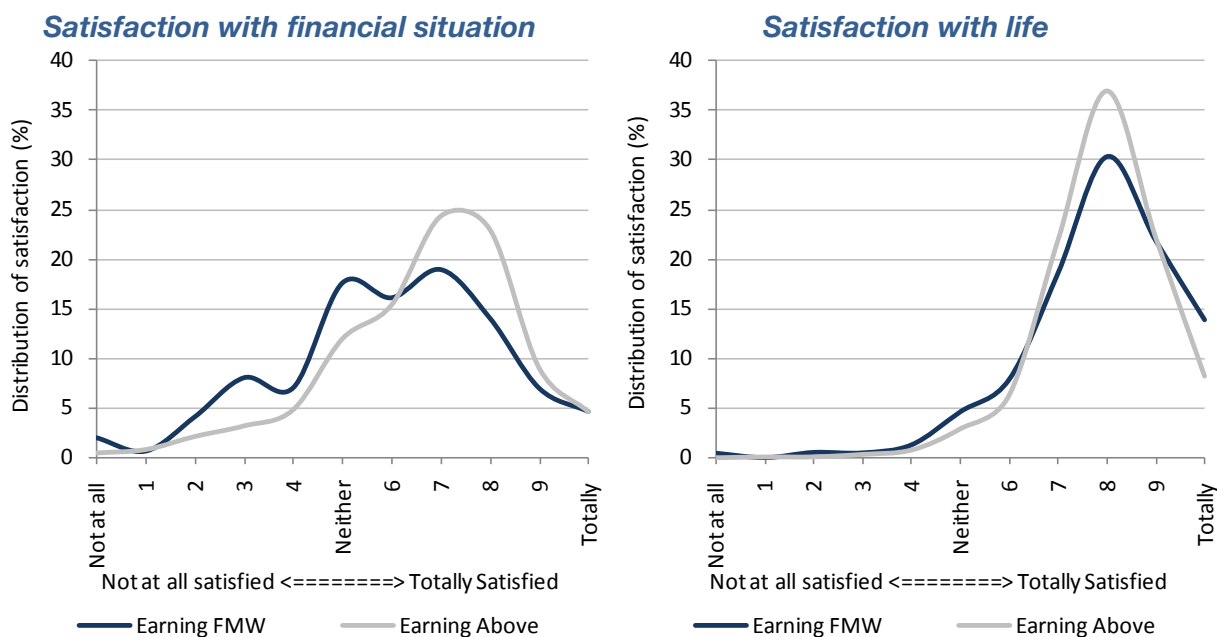 Satisfaction with financial situation
Distribution of satisfaction (%)
40
35
30
25
20
15
10
5
0
Not at all
1
2
3
4
Neither
6
7
8
9
Totally
Not at all satisfied <========> Totally Satisfied
Earning FMW
Earning Above
Satisfaction with life
Distribution of satisfaction (%)
40
35
30
25
20
15
10
5
0
Not at all
1
2
3
4
Neither
6
7
8
9
Totally
Not at all satisfied <========> Totally Satisfied
Earning FMW
Earning Above